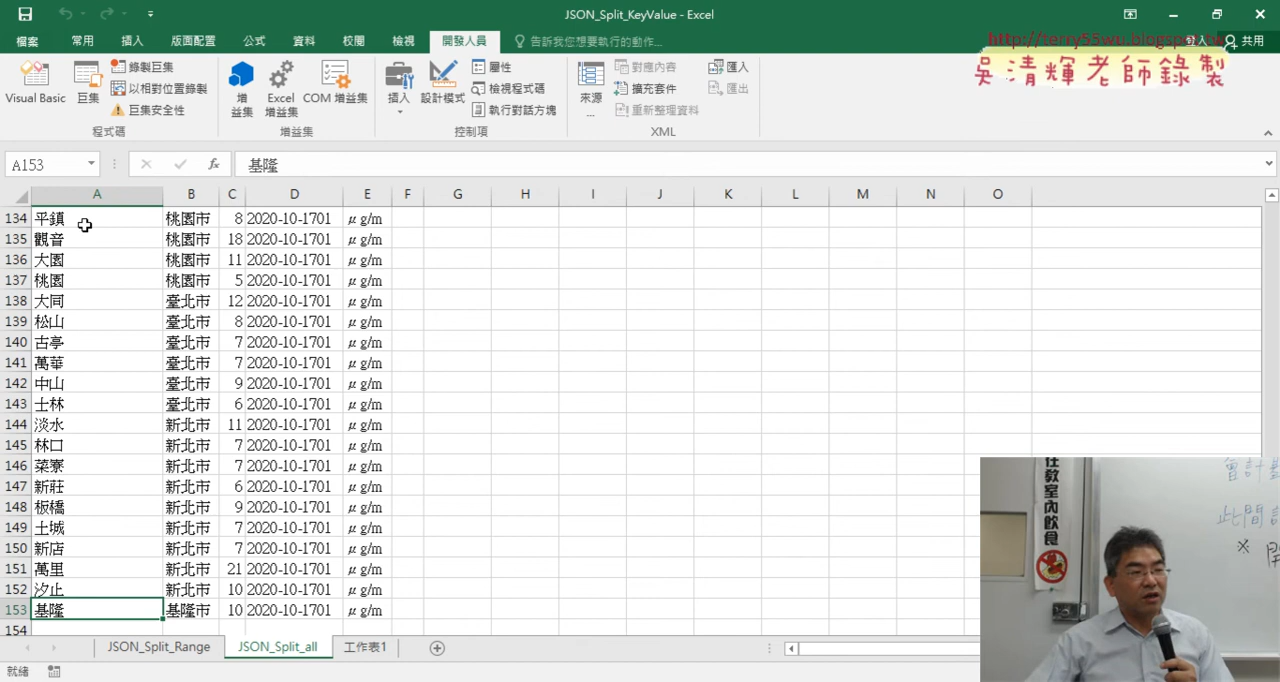 JSON_Split_KeyValue - Excel
檔案 常用 插入 版面配置 公式 資料 校閱 檢視 開發人員 告訴我您想要執行的動作... 登入 共用
http://terry55wu.blogspot.tw
吳清輝老師錄製
Visual Basic 巨集 錄製巨集 以相對位置錄製 巨集安全性
增益集 Excel 增益集 COM 增益集
插入 設計模式 屬性 檢視程式碼 執行對話方塊
來源... 對應內容 擴充套件 重新整理資料 匯入 匯出
程式碼 增益集 控制項 XML
A153 fx 基隆
A B C D E F G H I J K L M N O
134 平鎮 桃園市 8 2020-10-1701 μg/m
135 觀音 桃園市 18 2020-10-1701 μg/m
136 大園 桃園市 11 2020-10-1701 μg/m
137 桃園 桃園市 5 2020-10-1701 μg/m
138 大同 臺北市 12 2020-10-1701 μg/m
139 松山 臺北市 8 2020-10-1701 μg/m
140 古亭 臺北市 7 2020-10-1701 μg/m
141 萬華 臺北市 7 2020-10-1701 μg/m
142 中山 臺北市 9 2020-10-1701 μg/m
143 士林 臺北市 6 2020-10-1701 μg/m
144 淡水 新北市 11 2020-10-1701 μg/m
145 林口 新北市 7 2020-10-1701 μg/m
146 菜寮 新北市 7 2020-10-1701 μg/m
147 新莊 新北市 6 2020-10-1701 μg/m
148 板橋 新北市 9 2020-10-1701 μg/m
149 土城 新北市 7 2020-10-1701 μg/m
150 新店 新北市 7 2020-10-1701 μg/m
151 萬里 新北市 21 2020-10-1701 μg/m
152 汐止 新北市 10 2020-10-1701 μg/m
153 基隆 基隆市 10 2020-10-1701 μg/m
154
JSON_Split_Range JSON_Split_all 工作表1
就緒
任教室內飲食
會計
此間
※ 開